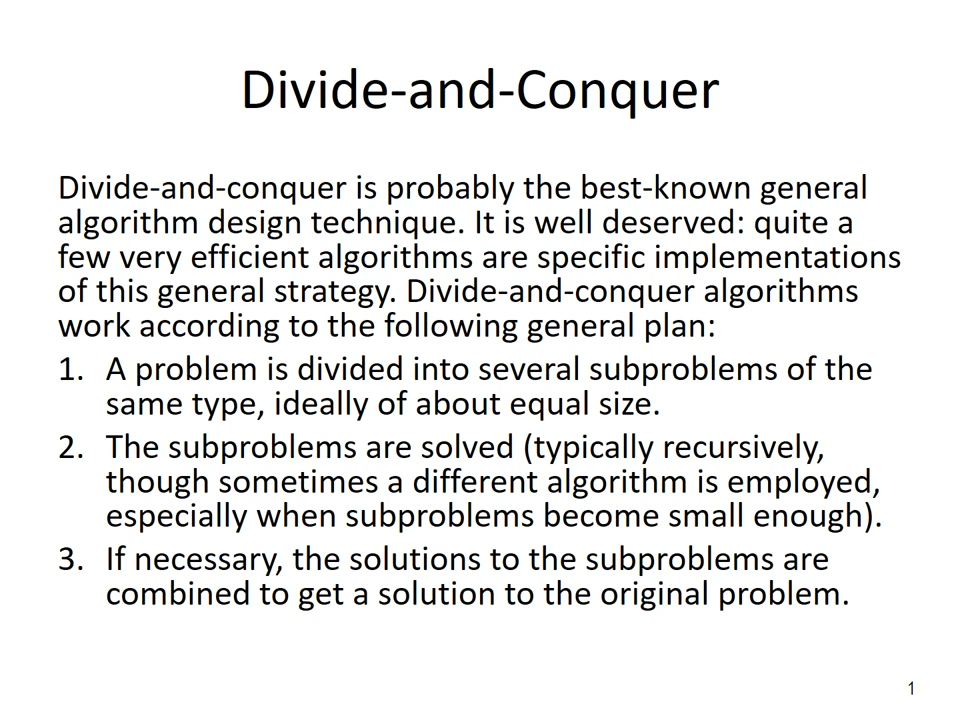 Divide-and-Conquer
Divide-and-conquer is probably the best-known general
algorithm design technique. It is well deserved: quite a
few very efficient algorithms are specific implementations
of this general strategy. Divide-and-conquer algorithms
work according to the following general plan:
1. A problem is divided into several subproblems of the
same type, ideally of about equal size.
2. The subproblems are solved (typically recursively,
though sometimes a different algorithm is employed,
especially when subproblems become small enough).
3. If necessary, the solutions to the subproblems are
combined to get a solution to the original problem.
1